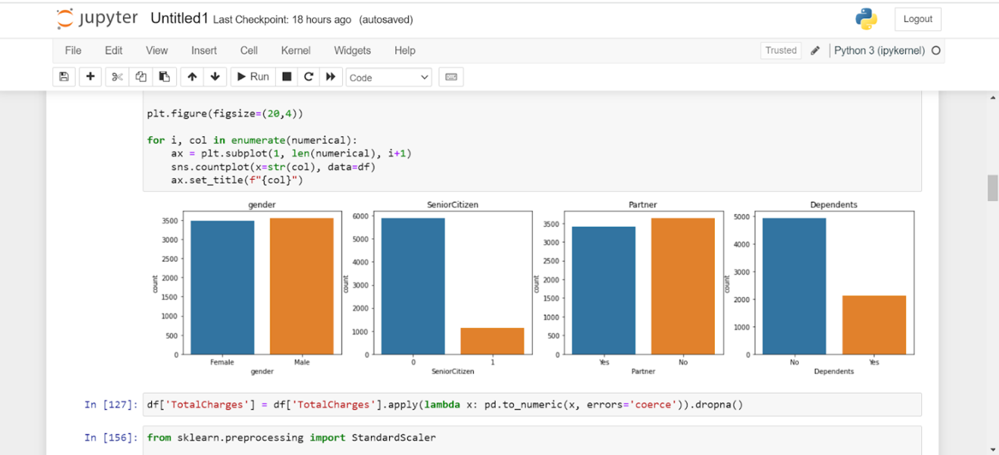 jupyter Untitled1 Last Checkpoint: 18 hours ago (autosaved)
Logout
File Edit View Insert Cell Kernel Widgets Help
Trusted
Python 3 (ipykernel)
Run
Code
plt.figure(figsize=(20,4))
for i, col in enumerate(numerical):
    ax = plt.subplot(1, len(numerical), i+1)
    sns.countplot(x=str(col), data=df)
    ax.set_title(f"{col}")
gender
3500
3000
2500
2000
1500
1000
500
0
count
Female Male
gender
SeniorCitizen
6000
5000
4000
3000
2000
1000
0
count
0 1
SeniorCitizen
Partner
3500
3000
2500
2000
1500
1000
500
0
count
Yes No
Partner
Dependents
5000
4000
3000
2000
1000
0
count
No Yes
Dependents
In [127]: df['TotalCharges'] = df['TotalCharges'].apply(lambda x: pd.to_numeric(x, errors='coerce')).dropna()
In [156]: from sklearn.preprocessing import StandardScaler